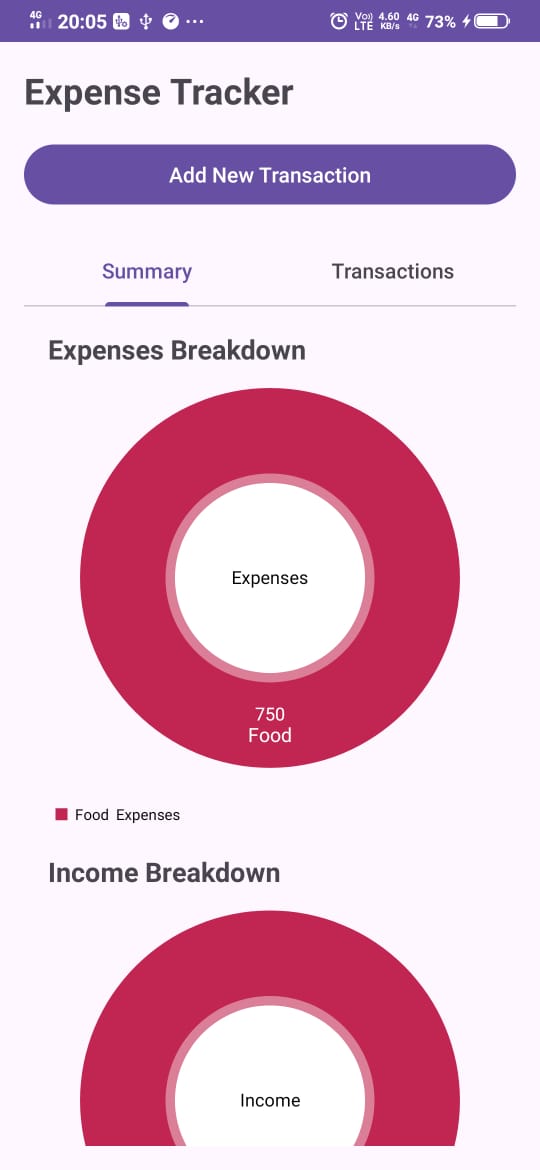 4G 20:05 ... Vo)) LTE 4.60 KB/s 4G 73%
Expense Tracker
Add New Transaction
Summary Transactions
Expenses Breakdown
Expenses
750
Food
Food Expenses
Income Breakdown
Income